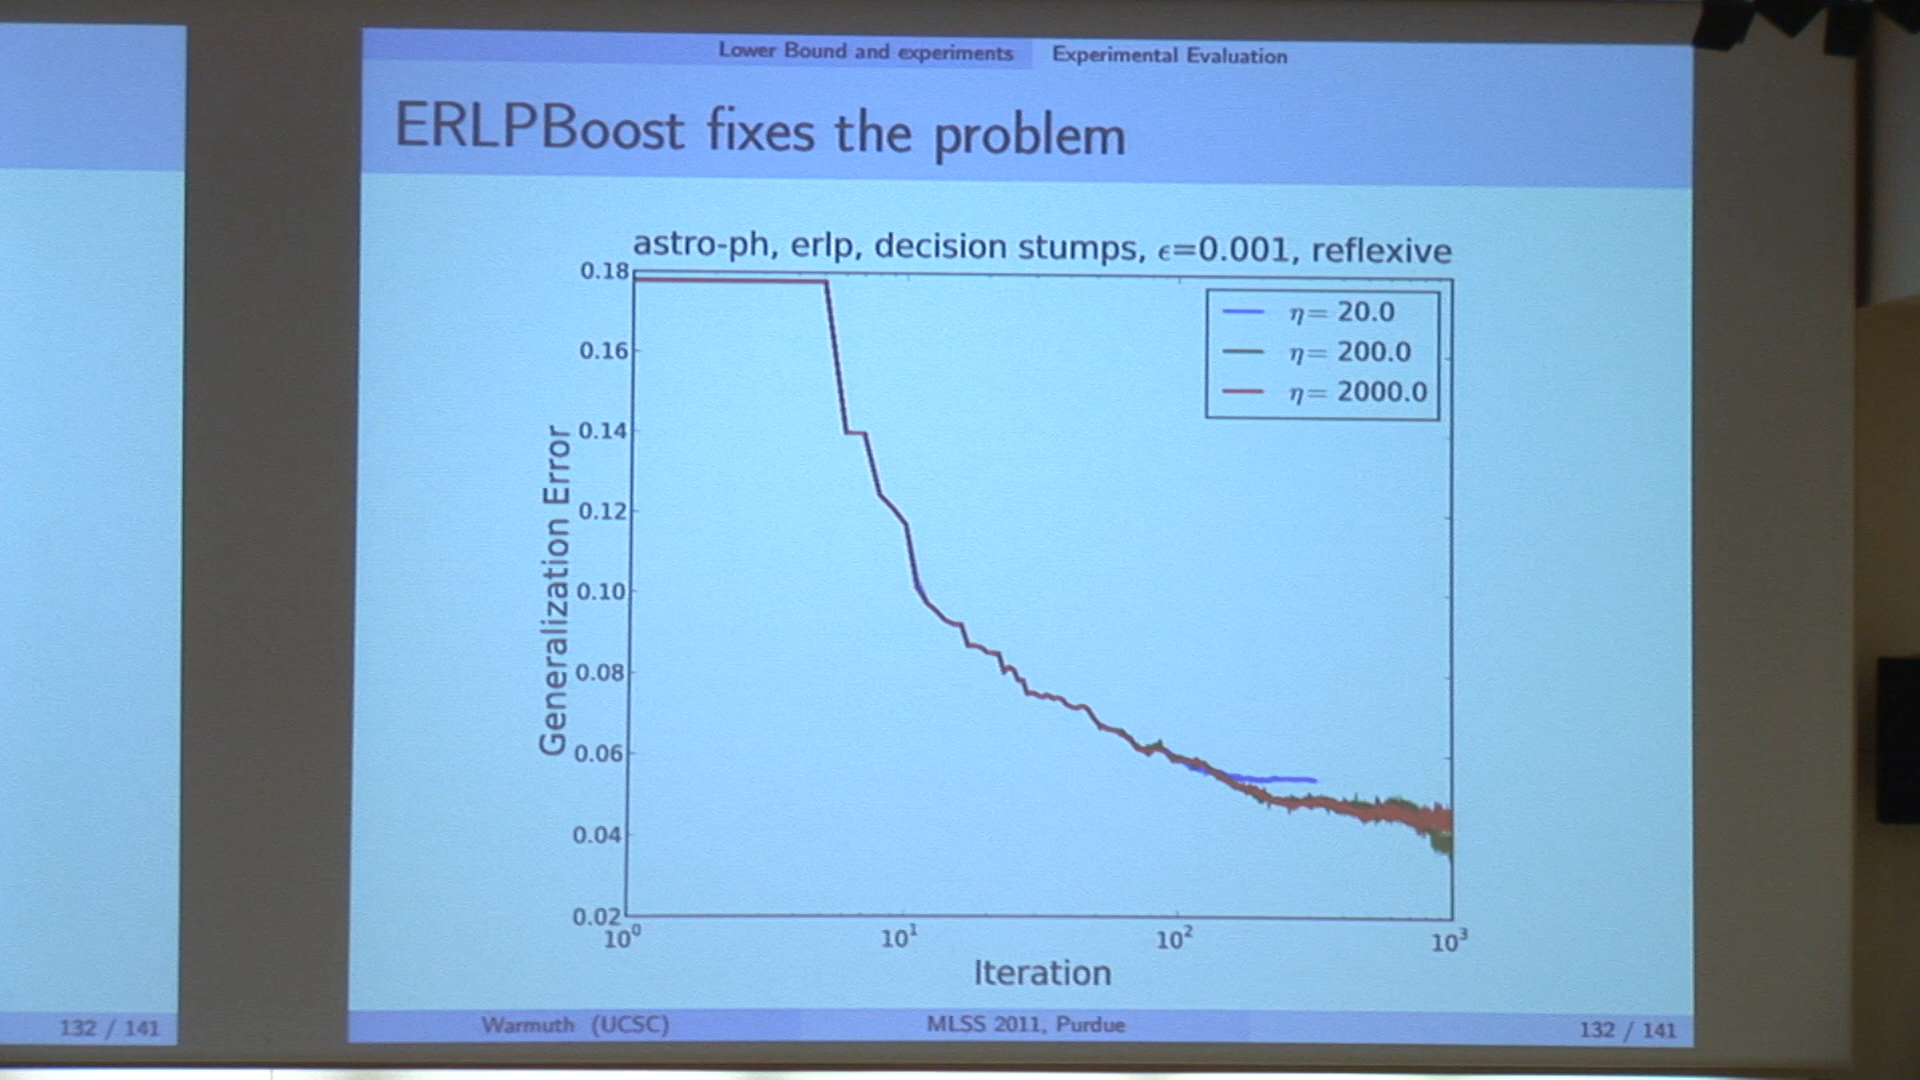 Lower Bound and experiments Experimental Evaluation
ERLPBoost fixes the problem
astro-ph, erlp, decision stumps, ϵ=0.001, reflexive
0.18
0.16
0.14
0.12
0.10
0.08
0.06
0.04
0.02
Generalization Error
η= 20.0
η= 200.0
η= 2000.0
10⁰ 10¹ 10² 10³
Iteration
132 / 141
Warmuth (UCSC) MLSS 2011, Purdue 132 / 141